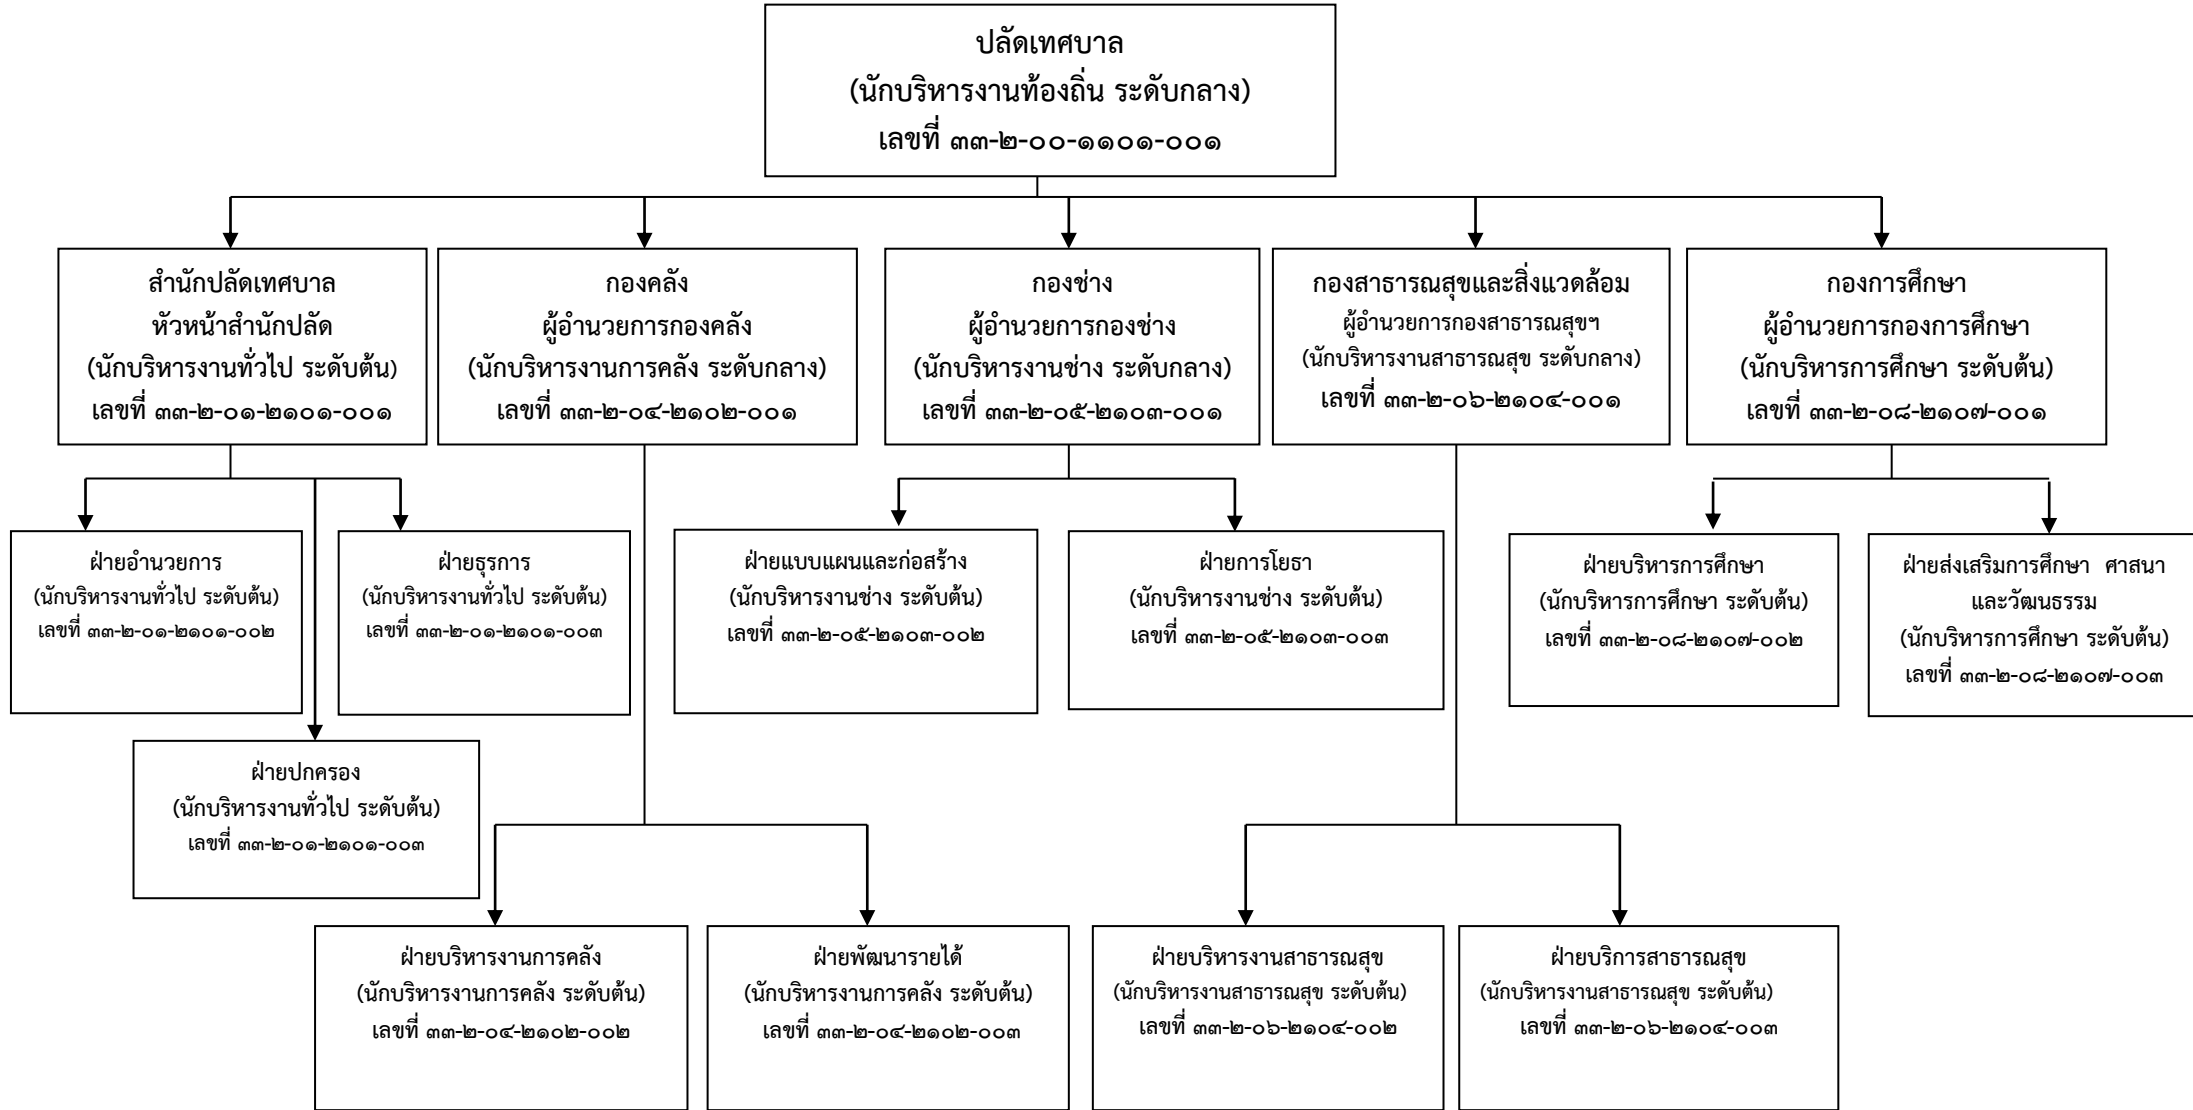 ปลัดเทศบาล
(นักบริหารงานท้องถิ่น ระดับกลาง)
เลขที่ ๓๓-๒-๐๐-๑๑๐๑-๐๐๑
สำนักปลัดเทศบาล
หัวหน้าสำนักปลัด
(นักบริหารงานทั่วไป ระดับต้น)
เลขที่ ๓๓-๒-๐๑-๒๑๐๑-๐๐๑
กองคลัง
ผู้อำนวยการกองคลัง
(นักบริหารงานการคลัง ระดับกลาง)
เลขที่ ๓๓-๒-๐๔-๒๑๐๒-๐๐๑
กองช่าง
ผู้อำนวยการกองช่าง
(นักบริหารงานช่าง ระดับกลาง)
เลขที่ ๓๓-๒-๐๕-๒๑๐๓-๐๐๑
กองสาธารณสุขและสิ่งแวดล้อม
ผู้อำนวยการกองสาธารณสุขฯ
(นักบริหารงานสาธารณสุข ระดับกลาง)
เลขที่ ๓๓-๒-๐๖-๒๑๐๔-๐๐๑
กองการศึกษา
ผู้อำนวยการกองการศึกษา
(นักบริหารการศึกษา ระดับต้น)
เลขที่ ๓๓-๒-๐๘-๒๑๐๗-๐๐๑
ฝ่ายอำนวยการ
(นักบริหารงานทั่วไป ระดับต้น)
เลขที่ ๓๓-๒-๐๑-๒๑๐๑-๐๐๒
ฝ่ายธุรการ
(นักบริหารงานทั่วไป ระดับต้น)
เลขที่ ๓๓-๒-๐๑-๒๑๐๑-๐๐๓
ฝ่ายแบบแผนและก่อสร้าง
(นักบริหารงานช่าง ระดับต้น)
เลขที่ ๓๓-๒-๐๕-๒๑๐๓-๐๐๒
ฝ่ายการโยธา
(นักบริหารงานช่าง ระดับต้น)
เลขที่ ๓๓-๒-๐๕-๒๑๐๓-๐๐๓
ฝ่ายบริหารการศึกษา
(นักบริหารการศึกษา ระดับต้น)
เลขที่ ๓๓-๒-๐๘-๒๑๐๗-๐๐๒
ฝ่ายส่งเสริมการศึกษา ศาสนา
และวัฒนธรรม
(นักบริหารการศึกษา ระดับต้น)
เลขที่ ๓๓-๒-๐๘-๒๑๐๗-๐๐๓
ฝ่ายปกครอง
(นักบริหารงานทั่วไป ระดับต้น)
เลขที่ ๓๓-๒-๐๑-๒๑๐๑-๐๐๓
ฝ่ายบริหารงานการคลัง
(นักบริหารงานการคลัง ระดับต้น)
เลขที่ ๓๓-๒-๐๔-๒๑๐๒-๐๐๒
ฝ่ายพัฒนารายได้
(นักบริหารงานการคลัง ระดับต้น)
เลขที่ ๓๓-๒-๐๔-๒๑๐๒-๐๐๓
ฝ่ายบริหารงานสาธารณสุข
(นักบริหารงานสาธารณสุข ระดับต้น)
เลขที่ ๓๓-๒-๐๖-๒๑๐๔-๐๐๒
ฝ่ายบริการสาธารณสุข
(นักบริหารงานสาธารณสุข ระดับต้น)
เลขที่ ๓๓-๒-๐๖-๒๑๐๔-๐๐๓